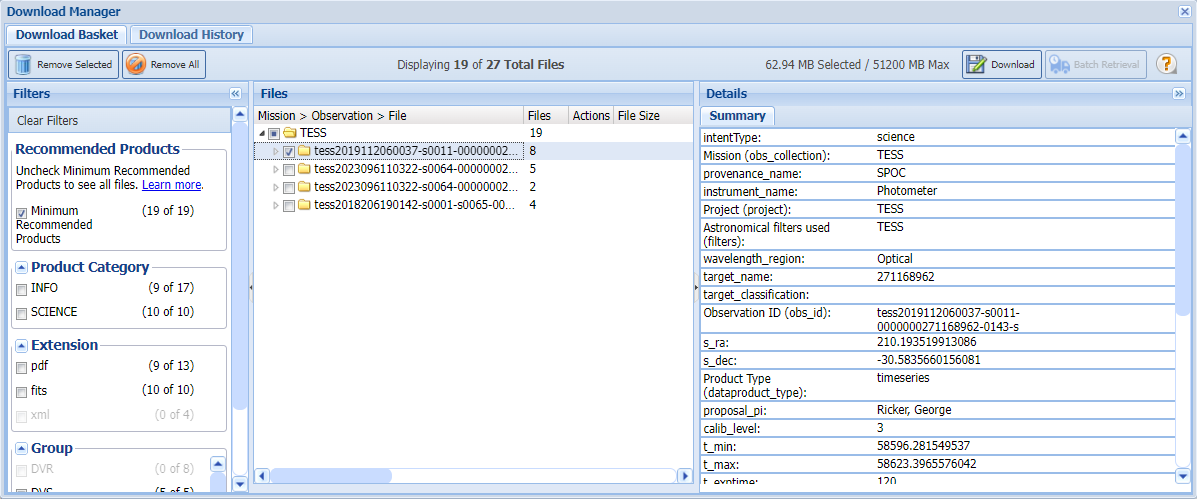 Download Manager
Download Basket
Download History
Remove Selected
Remove All
Displaying 19 of 27 Total Files
62.94 MB Selected / 51200 MB Max
Download
Batch Retrieval
?
Filters
Clear Filters
Recommended Products
Uncheck Minimum Recommended
Products to see all files. Learn more.
Minimum (19 of 19)
Recommended
Products
Product Category
INFO (9 of 17)
SCIENCE (10 of 10)
Extension
pdf (9 of 13)
fits (10 of 10)
xml (0 of 4)
Group
DVR (0 of 8)
DVS (5 of 5)
Files
Mission > Observation > File Files Actions File Size
TESS 19
tess2019112060037-s0011-00000002... 8
tess2023096110322-s0064-00000002... 5
tess2023096110322-s0064-00000002... 2
tess2018206190142-s0001-s0065-00... 4
Details
Summary
intentType: science
Mission (obs_collection): TESS
provenance_name: SPOC
instrument_name: Photometer
Project (project): TESS
Astronomical filters used TESS
(filters):
wavelength_region: Optical
target_name: 271168962
target_classification:
Observation ID (obs_id): tess2019112060037-s0011-
0000000271168962-0143-s
s_ra: 210.193519913086
s_dec: -30.5835660156081
Product Type timeseries
(dataproduct_type):
proposal_pi: Ricker, George
calib_level: 3
t_min: 58596.281549537
t_max: 58623.3965576042
t_exptime: 120